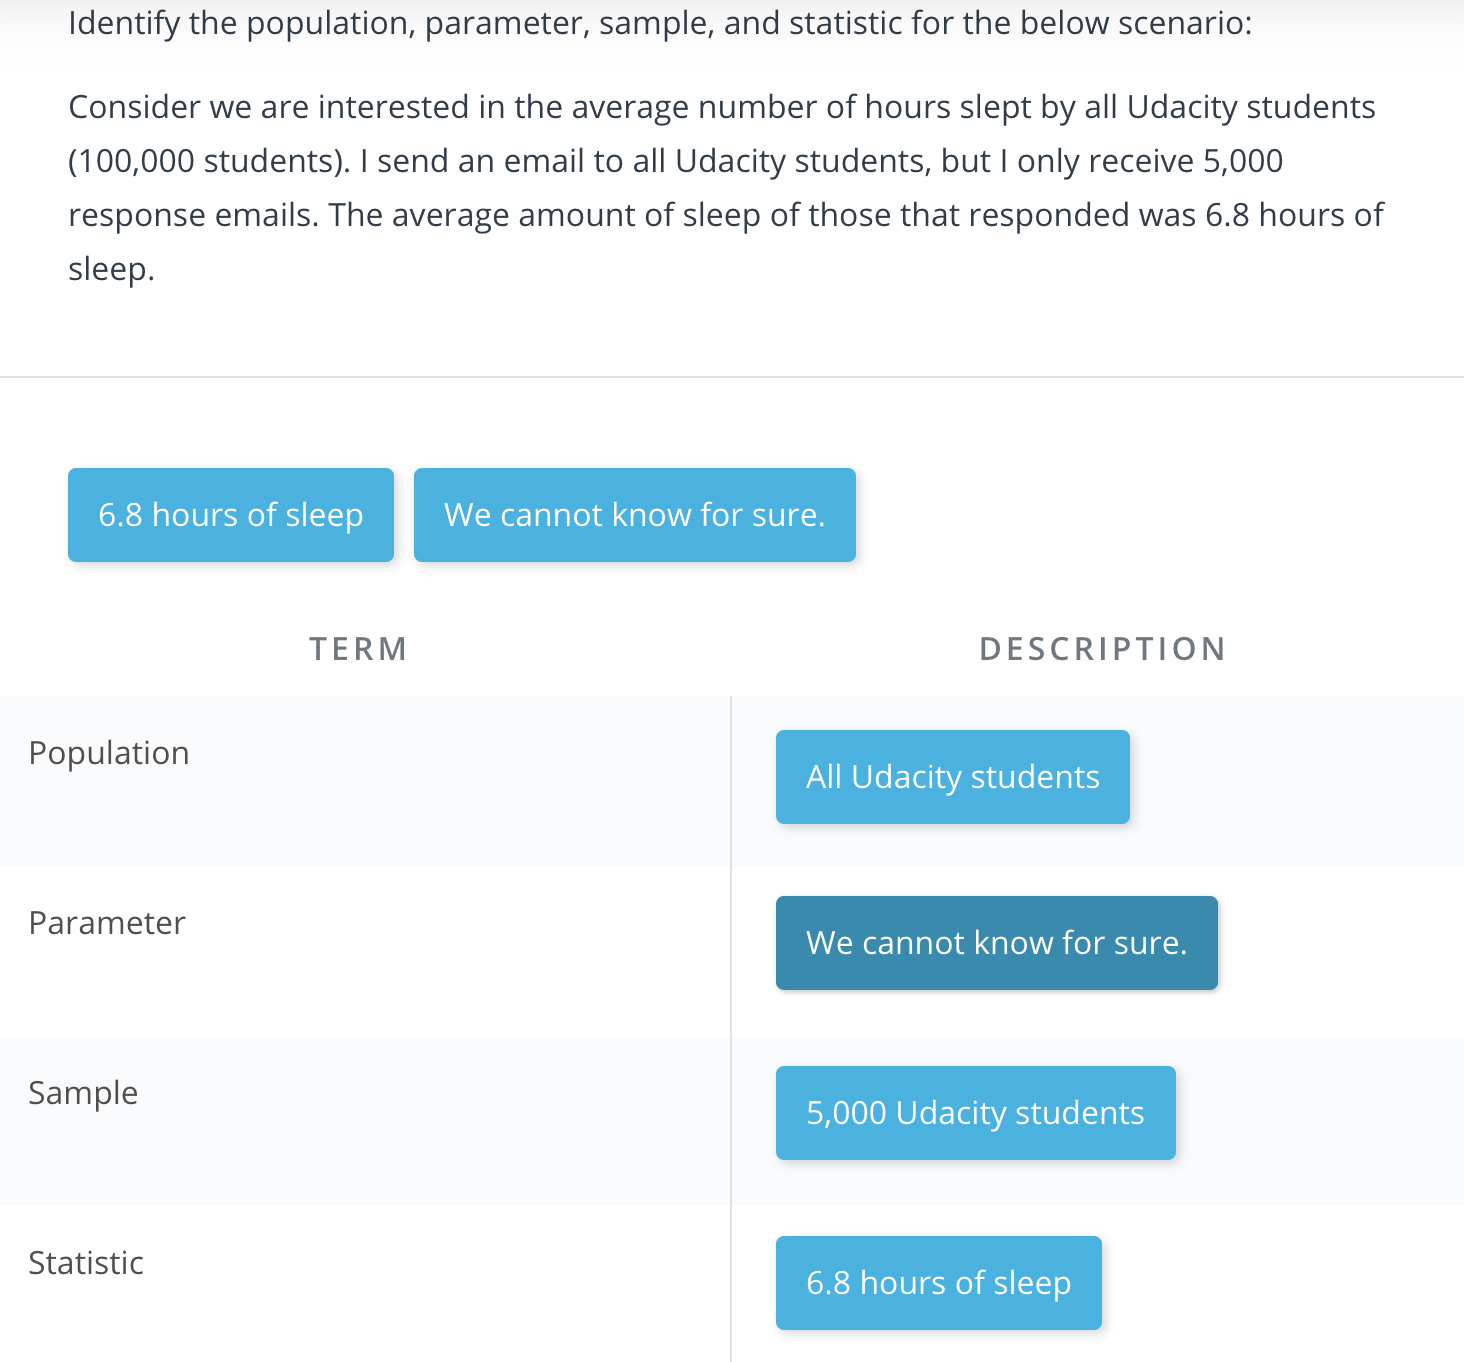 Identify the population, parameter, sample, and statistic for the below scenario:
Consider we are interested in the average number of hours slept by all Udacity students
(100,000 students). I send an email to all Udacity students, but I only receive 5,000
response emails. The average amount of sleep of those that responded was 6.8 hours of
sleep.
6.8 hours of sleep
We cannot know for sure.
TERM
DESCRIPTION
Population
All Udacity students
Parameter
We cannot know for sure.
Sample
5,000 Udacity students
Statistic
6.8 hours of sleep